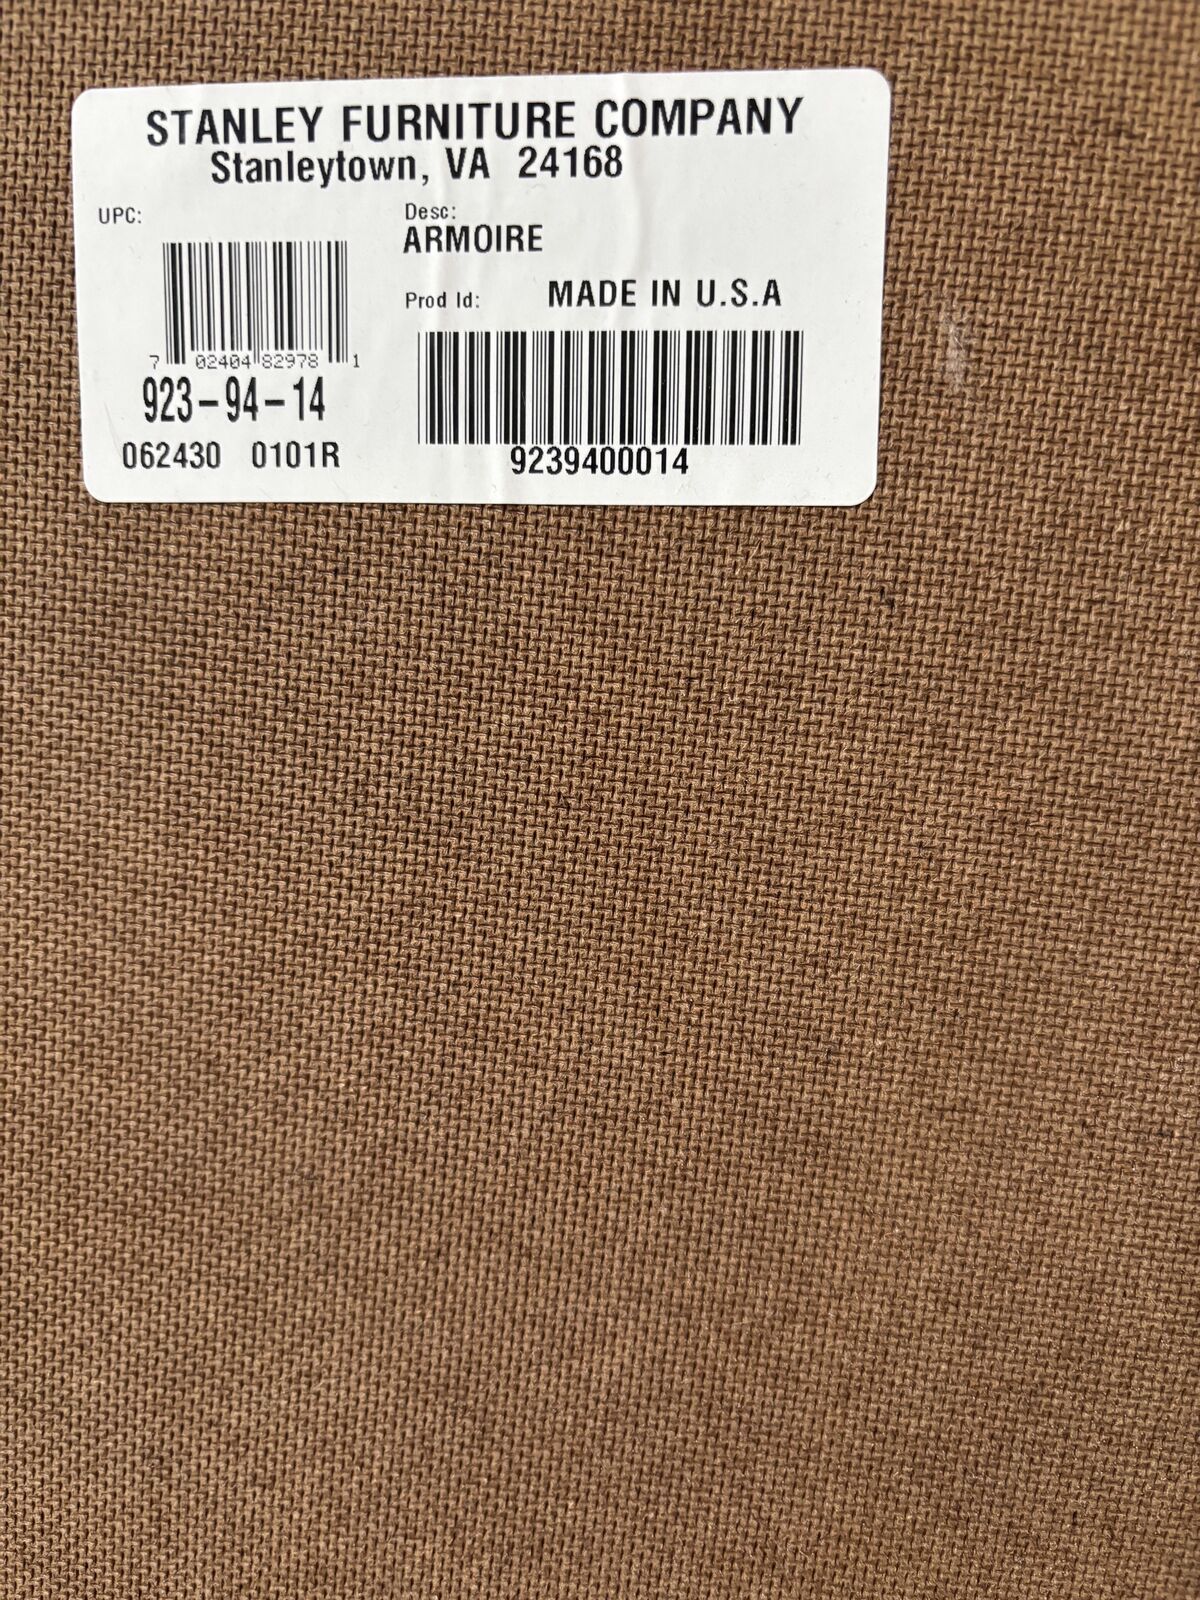 STANLEY FURNITURE COMPANY
Stanleytown, VA 24168
UPC:
7 02404 82978 1
923-94-14
062430 0101R
Desc:
ARMOIRE
Prod Id: MADE IN U.S.A
9239400014